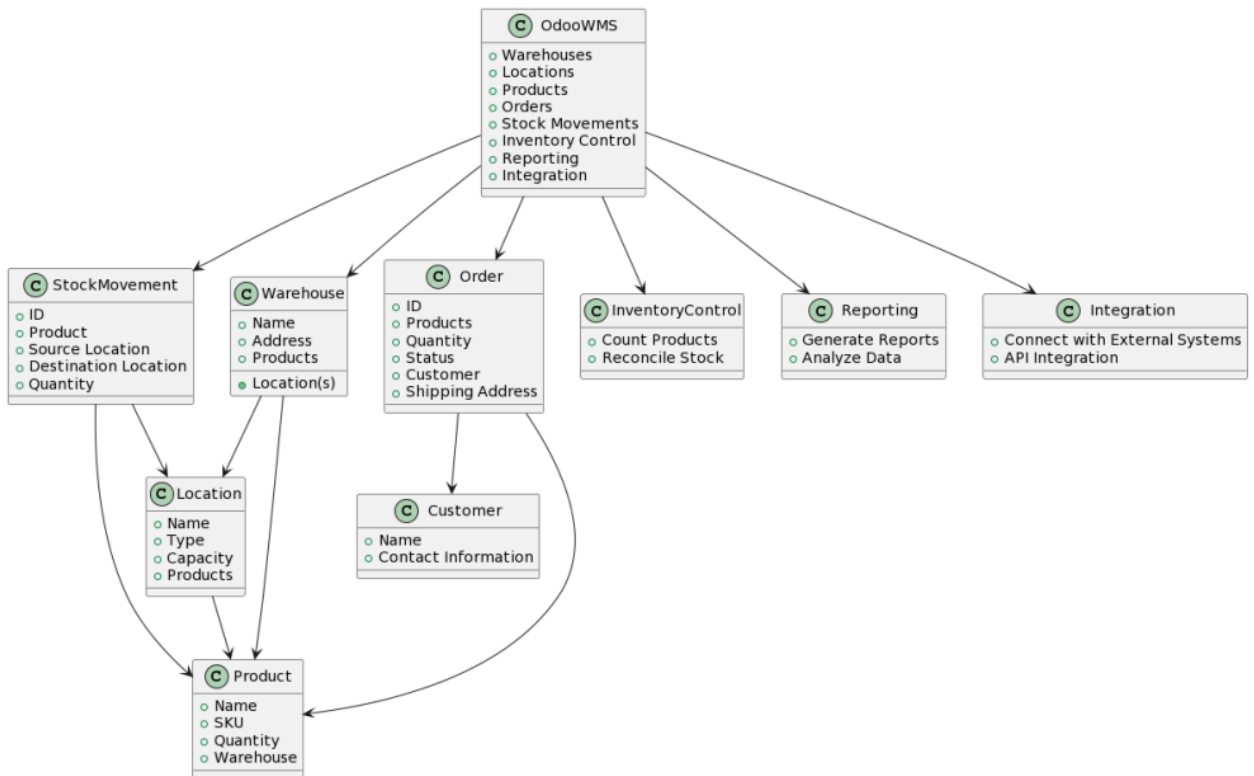 C OdooWMS
Warehouses
Locations
Products
Orders
Stock Movements
Inventory Control
Reporting
Integration
C StockMovement
ID
Product
Source Location
Destination Location
Quantity
C Warehouse
Name
Address
Products
Location(s)
C Order
ID
Products
Quantity
Status
Customer
Shipping Address
C InventoryControl
Count Products
Reconcile Stock
C Reporting
Generate Reports
Analyze Data
C Integration
Connect with External Systems
API Integration
C Location
Name
Type
Capacity
Products
C Customer
Name
Contact Information
C Product
Name
SKU
Quantity
Warehouse